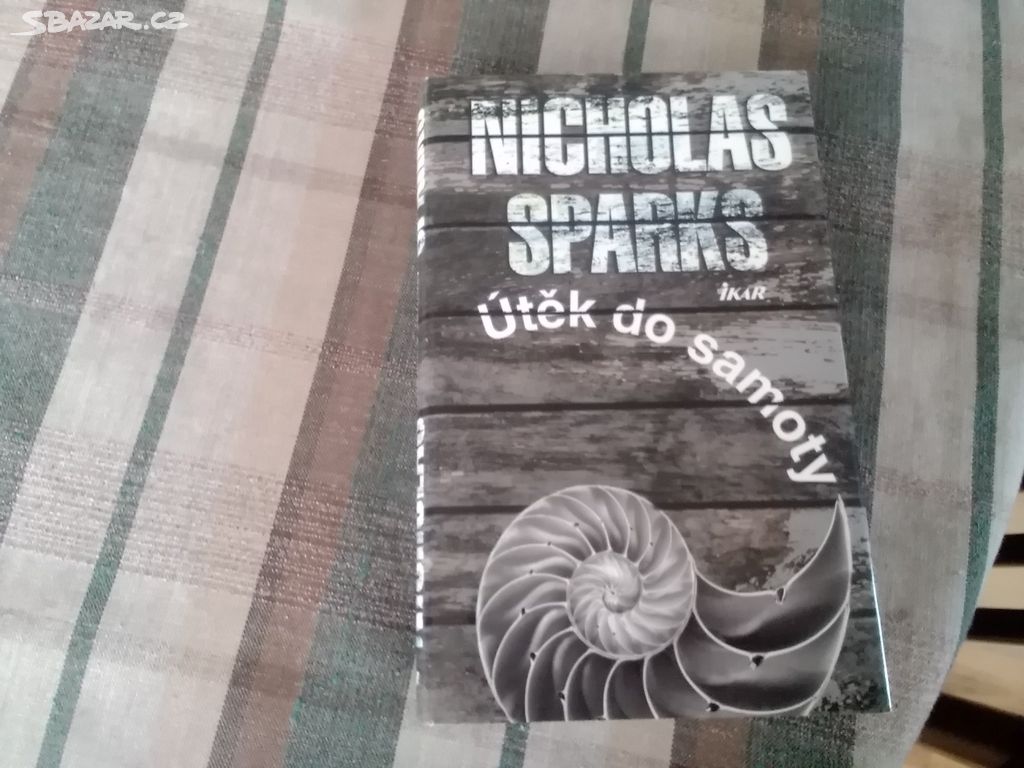 SBAZAR.CZ
NICHOLAS
SPARKS
iKAR
Útěk do samoty